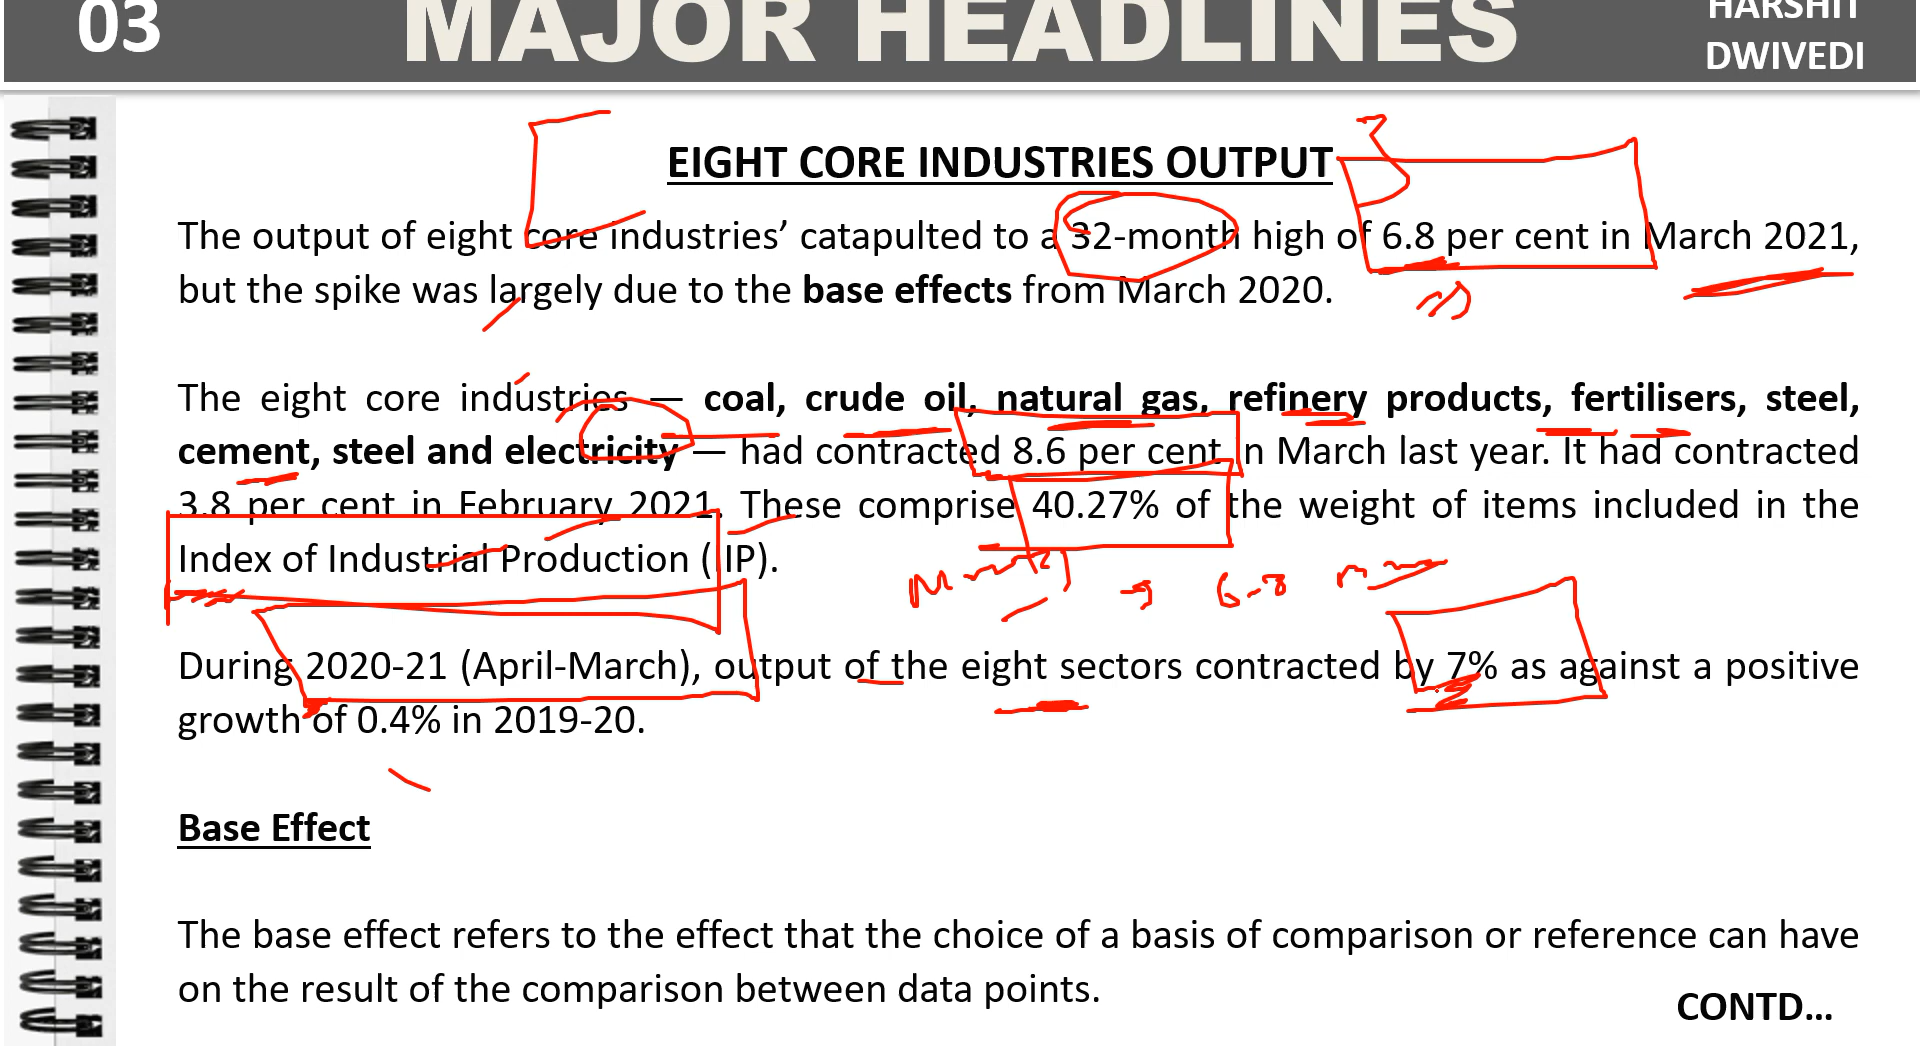 03
MAJOR HEADLINES
HARSHIT
DWIVEDI
EIGHT CORE INDUSTRIES OUTPUT
The output of eight core industries’ catapulted to a 32-month high of 6.8 per cent in March 2021,
but the spike was largely due to the base effects from March 2020.
The eight core industries — coal, crude oil, natural gas, refinery products, fertilisers, steel,
cement, steel and electricity — had contracted 8.6 per cent in March last year. It had contracted
3.8 per cent in February 2021. These comprise 40.27% of the weight of items included in the
Index of Industrial Production (IIP).
During 2020-21 (April-March), output of the eight sectors contracted by 7% as against a positive
growth of 0.4% in 2019-20.
Base Effect
The base effect refers to the effect that the choice of a basis of comparison or reference can have
on the result of the comparison between data points.
CONTD...